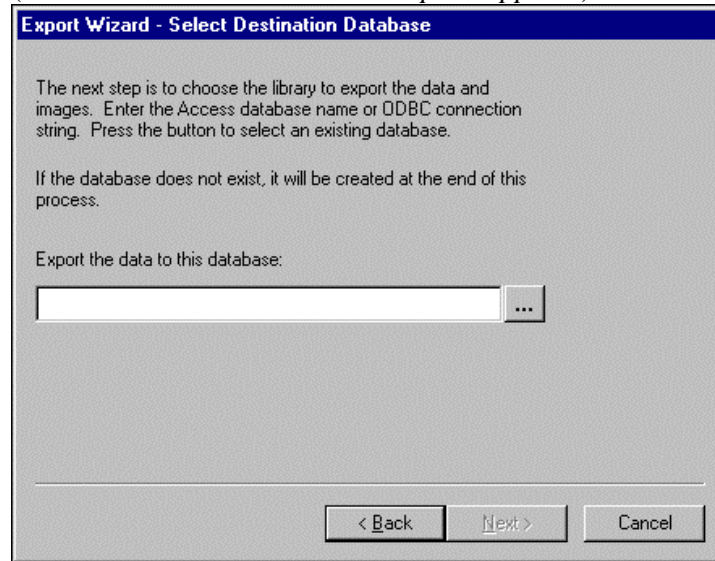 Export Wizard - Select Destination Database
The next step is to choose the library to export the data and
images. Enter the Access database name or ODBC connection
string. Press the button to select an existing database.
If the database does not exist, it will be created at the end of this
process.
Export the data to this database:
...
< Back
Next >
Cancel